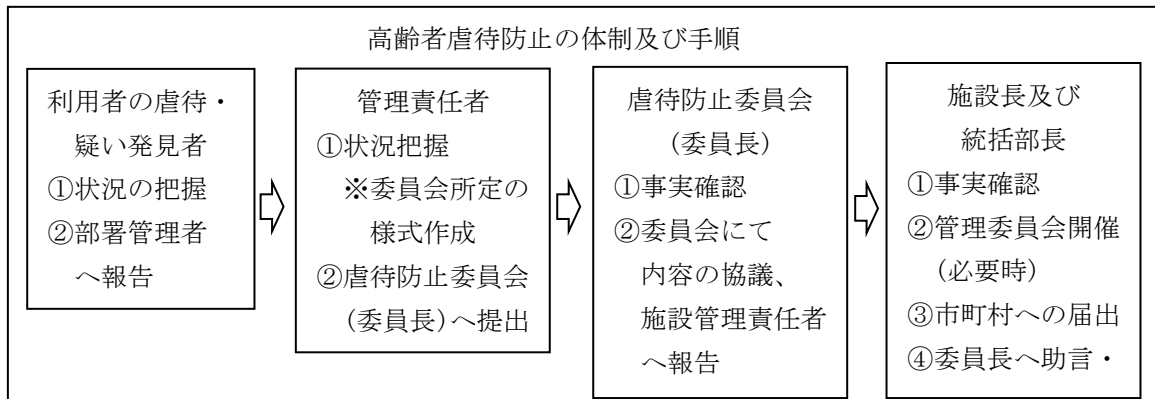 高齢者虐待防止の体制及び手順
利用者の虐待・
疑い発見者
①状況の把握
②部署管理者
へ報告
管理責任者
①状況把握
※委員会所定の
様式作成
②虐待防止委員会
(委員長)へ提出
虐待防止委員会
(委員長)
①事実確認
②委員会にて
内容の協議、
施設管理責任者
へ報告
施設長及び
統括部長
①事実確認
②管理委員会開催
(必要時)
③市町村への届出
④委員長へ助言・